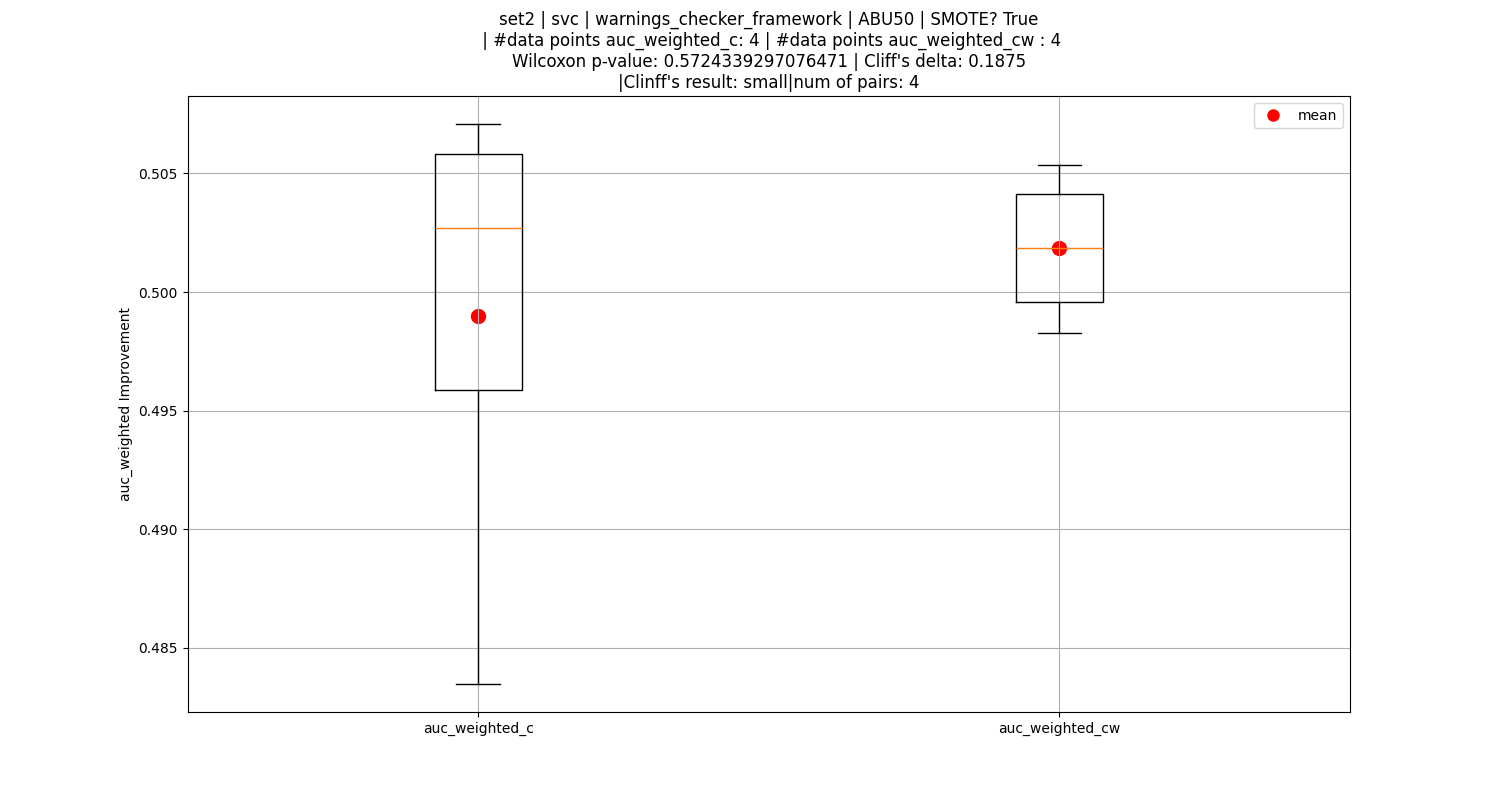 set2 | svc | warnings_checker_framework | ABU50 | SMOTE? True
| #data points auc_weighted_c: 4 | #data points auc_weighted_cw : 4
Wilcoxon p-value: 0.5724339297076471 | Cliff's delta: 0.1875
|Clinff's result: small|num of pairs: 4
mean
0.505
0.500
0.495
0.490
0.485
auc_weighted Improvement
auc_weighted_c
auc_weighted_cw